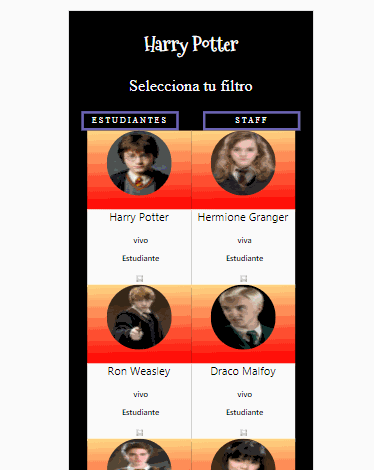 Harry Potter
Selecciona tu filtro
ESTUDIANTES STAFF
Harry Potter Hermione Granger
vivo viva
Estudiante Estudiante
Ron Weasley Draco Malfoy
vivo vivo
Estudiante Estudiante